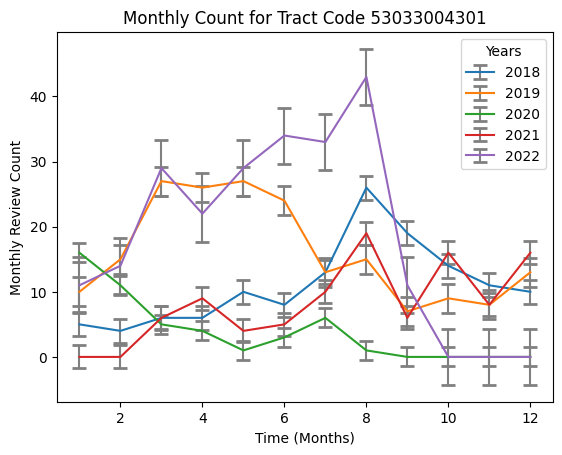 Monthly Count for Tract Code 53033004301
Years
2018
2019
2020
2021
2022
40
30
20
10
0
Monthly Review Count
2 4 6 8 10 12
Time (Months)